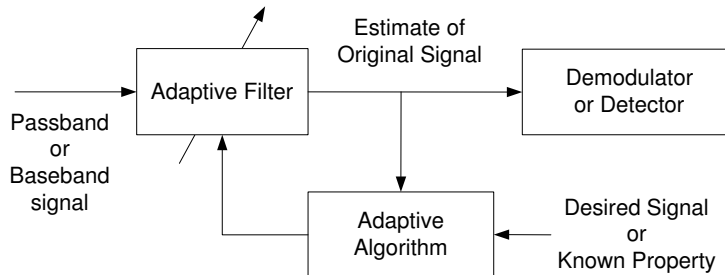 Estimate of
Original Signal
Adaptive Filter
Demodulator
or Detector
Passband
or
Baseband
signal
Adaptive
Algorithm
Desired Signal
or
Known Property